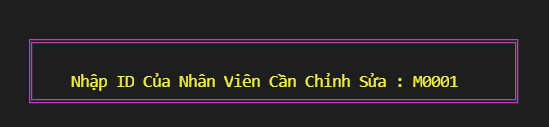 Nhập ID Của Nhân Viên Cần Chỉnh Sửa : M0001